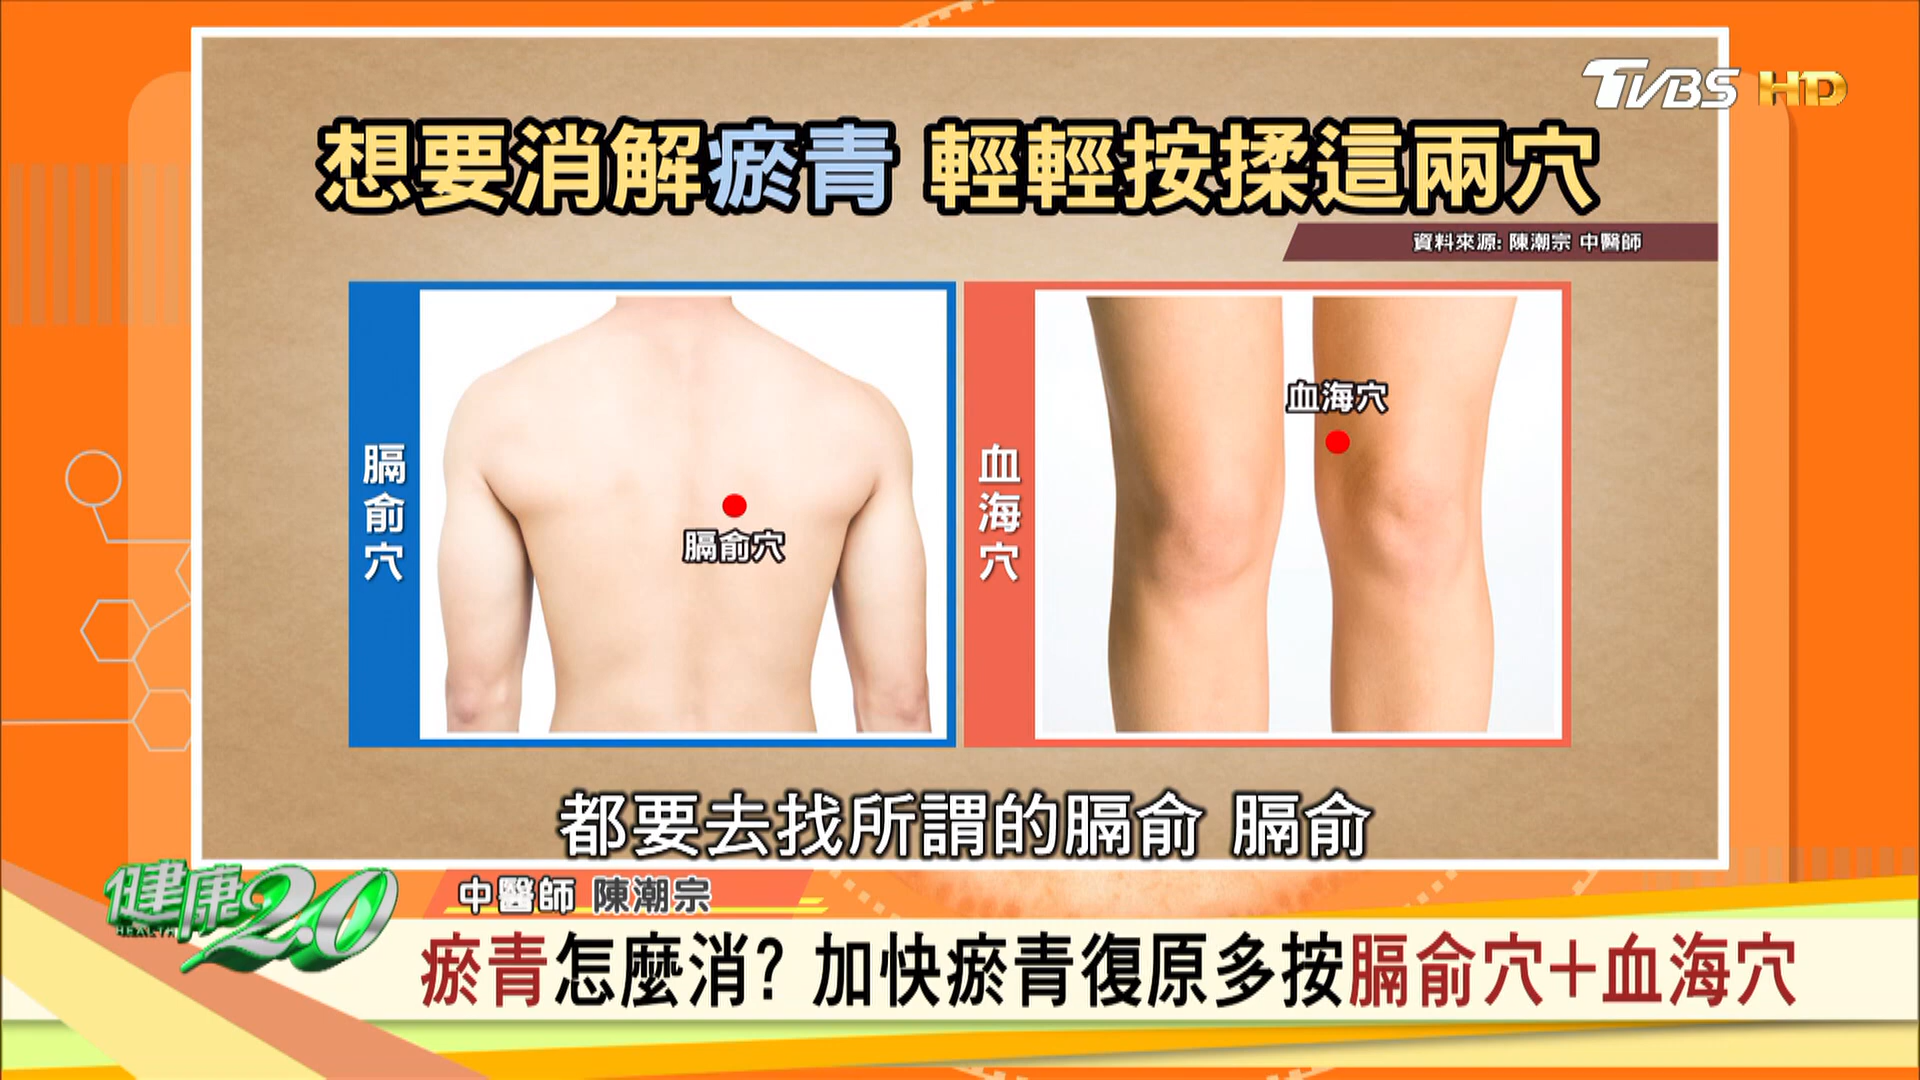 TVBS HD
想要消解瘀青 輕輕按揉這兩穴
資料來源: 陳潮宗 中醫師
膈俞穴
膈俞穴
血海穴
血海穴
都要去找所謂的膈俞 膈俞
健康2.0
HEALTH
中醫師 陳潮宗
瘀青怎麼消? 加快瘀青復原多按膈俞穴+血海穴